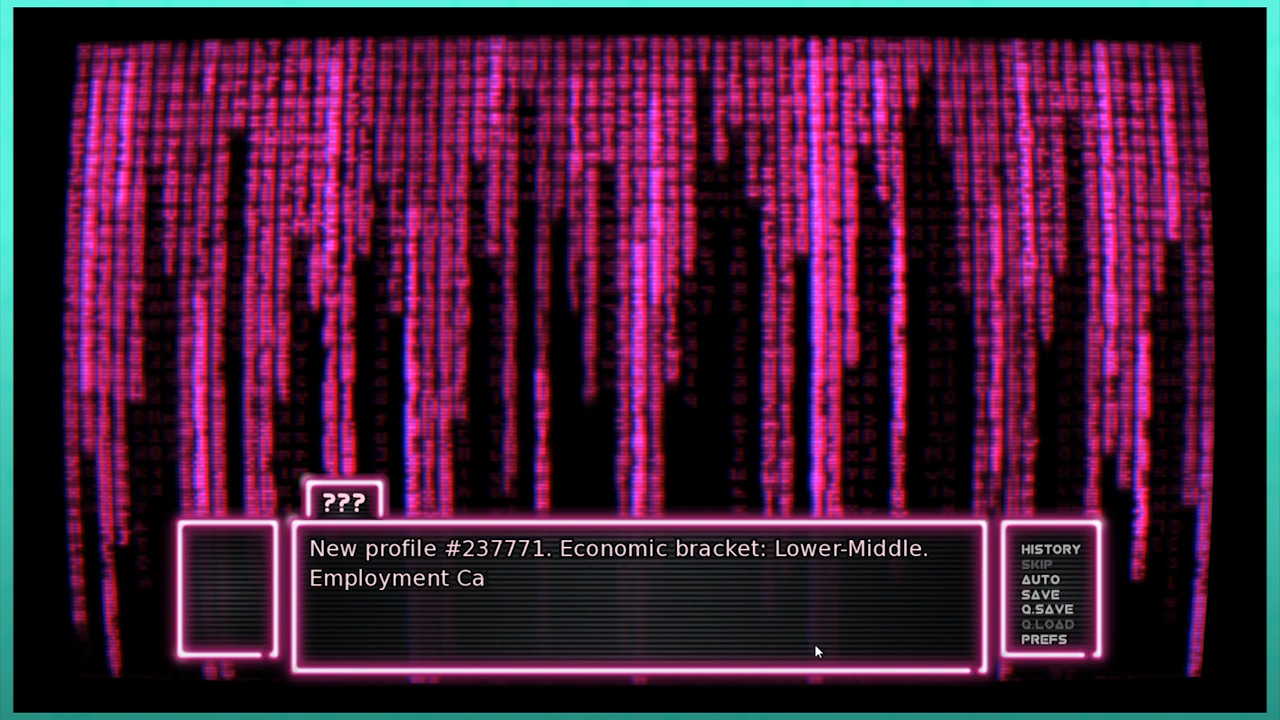 ???
New profile #237771. Economic bracket: Lower-Middle.
Employment Ca
HISTORY
SKIP
AUTO
SAVE
Q.SAVE
Q.LOAD
PREFS